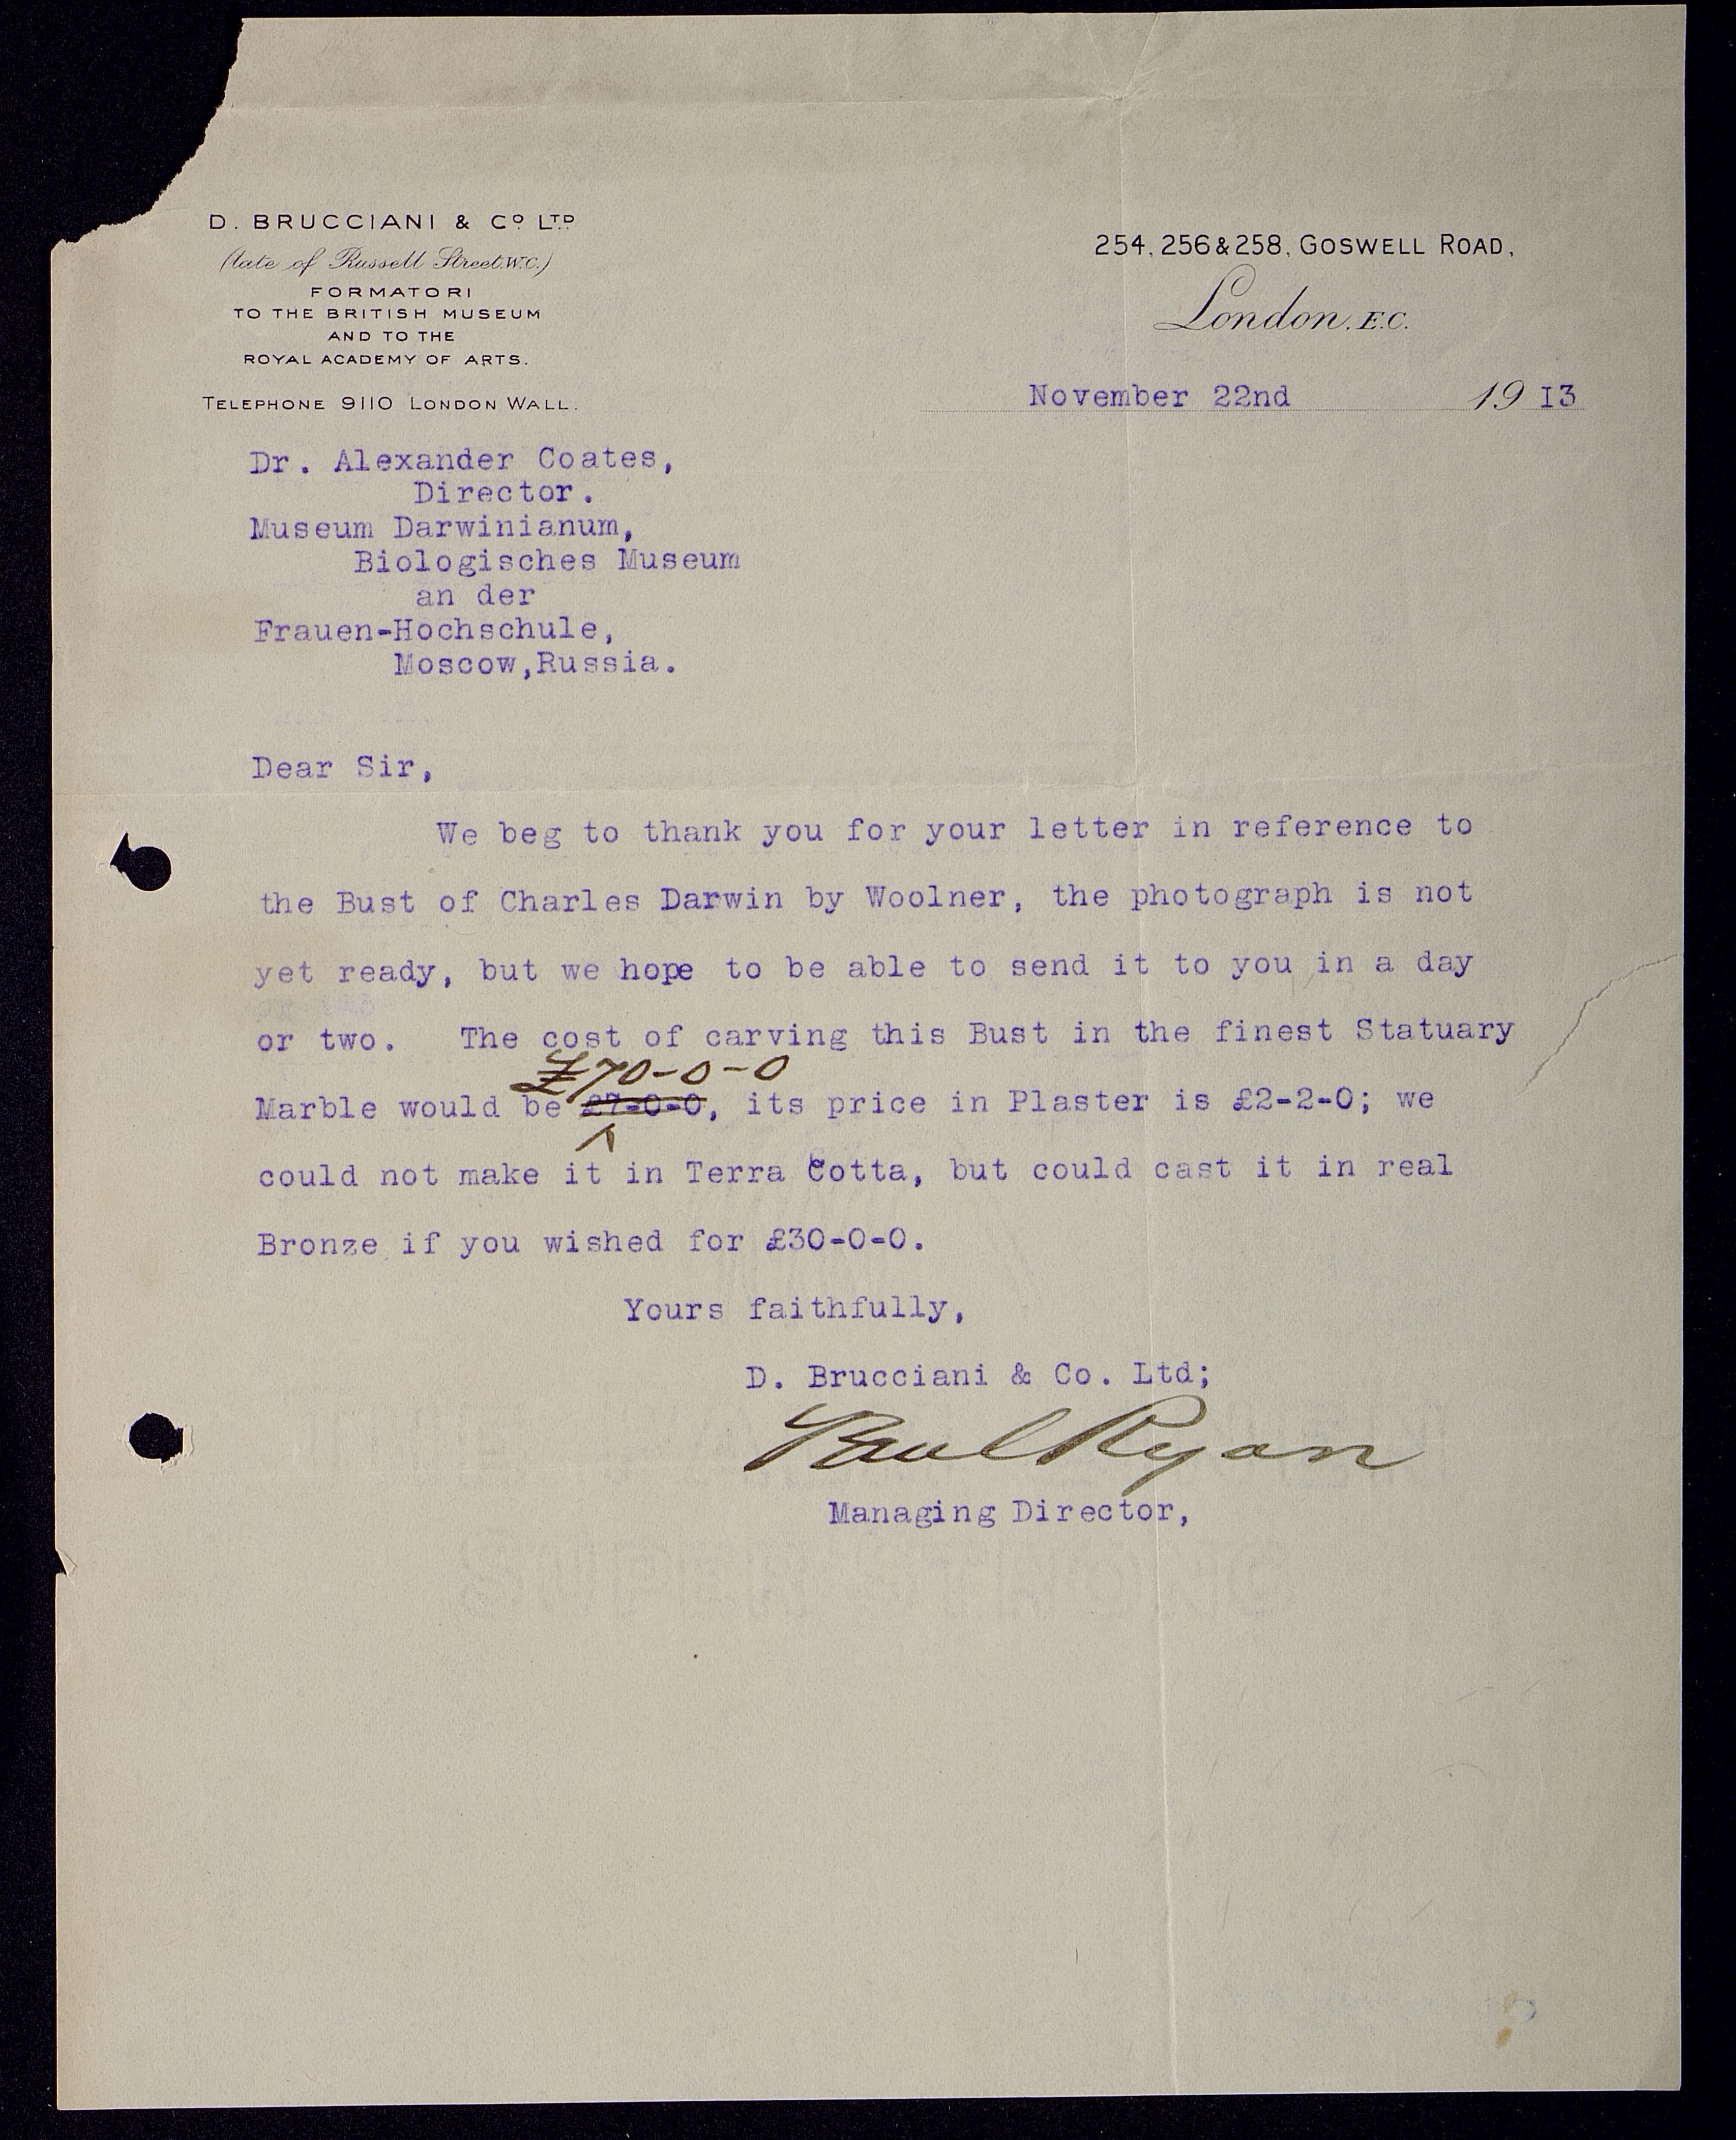 D. BRUCCIANI & Co. LTD
(late of Russell Street. W.C.)
FORMATORI
TO THE BRITISH MUSEUM
AND TO THE
ROYAL ACADEMY OF ARTS.
TELEPHONE 9110 LONDON WALL.
254, 256 & 258, GOSWELL ROAD,
London. E.C.
November 22nd 1913
Dr. Alexander Coates,
Director.
Museum Darwinianum,
Biologisches Museum
an der
Frauen-Hochschule,
Moscow,Russia.
Dear Sir,
We beg to thank you for your letter in reference to
the Bust of Charles Darwin by Woolner, the photograph is not
yet ready, but we hope to be able to send it to you in a day
or two. The cost of carving this Bust in the finest Statuary
£70-0-0
Marble would be £7-0-0, its price in Plaster is £2-2-0; we
could not make it in Terra Cotta, but could cast it in real
Bronze if you wished for £30-0-0.
Yours faithfully,
D. Brucciani & Co. Ltd;
Paul Ryan
Managing Director,